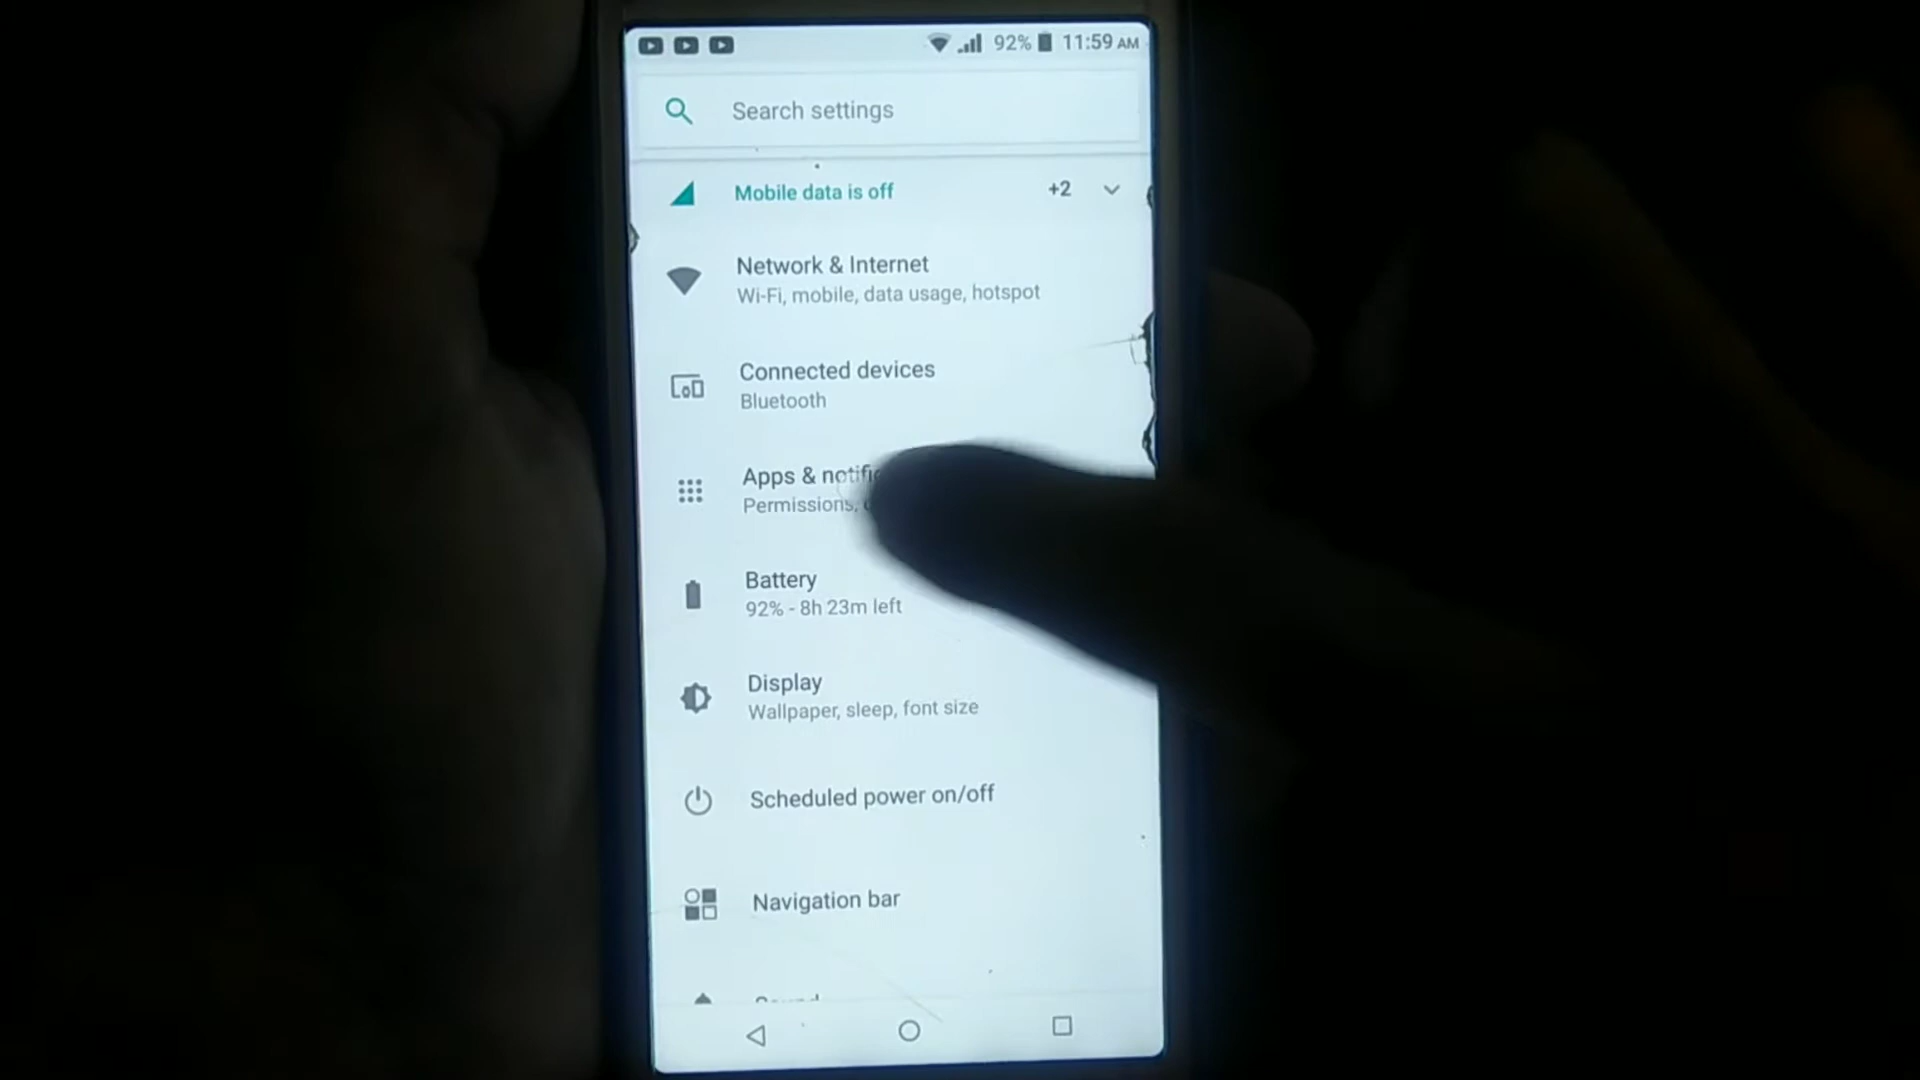 92% 11:59 AM
Search settings
Mobile data is off +2
Network & Internet
Wi-Fi, mobile, data usage, hotspot
Connected devices
Bluetooth
Apps &
Permissions,
Battery
92% - 8h 23m left
Display
Wallpaper, sleep, font size
Scheduled power on/off
Navigation bar